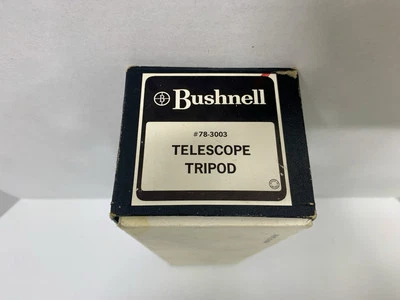 Bushnell
#78-3003
TELESCOPE
TRIPOD